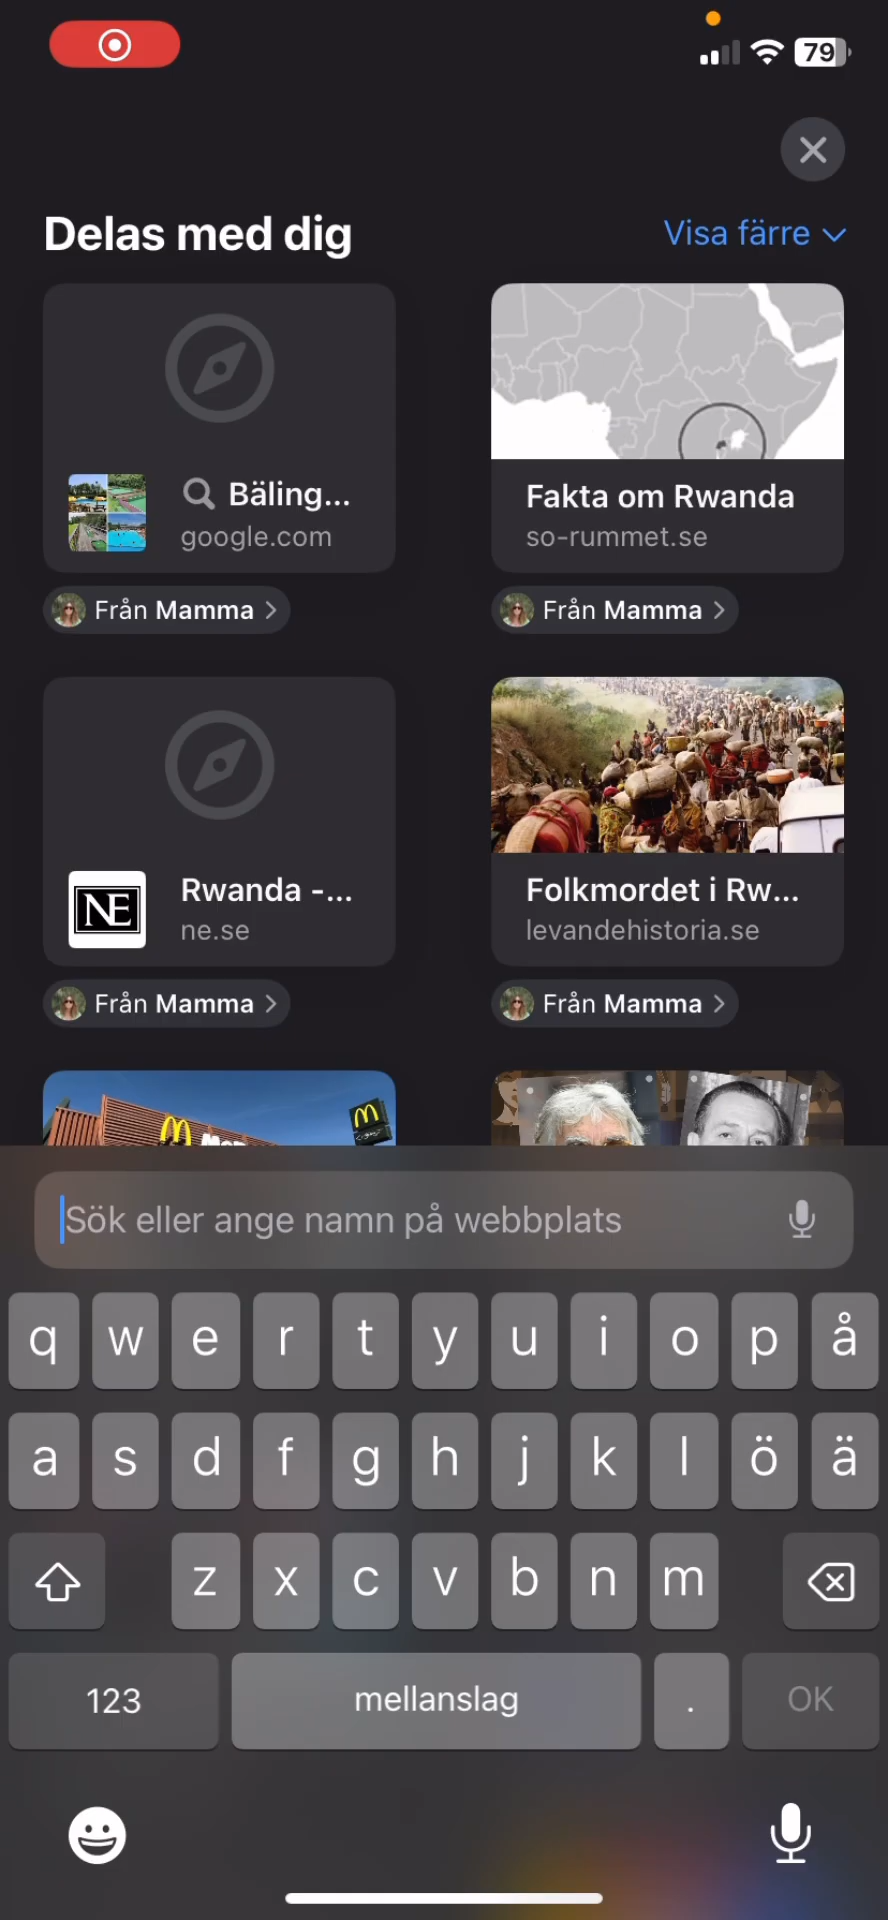 79
Delas med dig
Visa färre
Bäling...
google.com
Fakta om Rwanda
so-rummet.se
Från Mamma
Från Mamma
NE
Rwanda -...
ne.se
Folkmordet i Rw...
levandehistoria.se
Från Mamma
Från Mamma
Sök eller ange namn på webbplats
q w e r t y u i o p å
a s d f g h j k l ö ä
z x c v b n m
123 mellanslag . OK